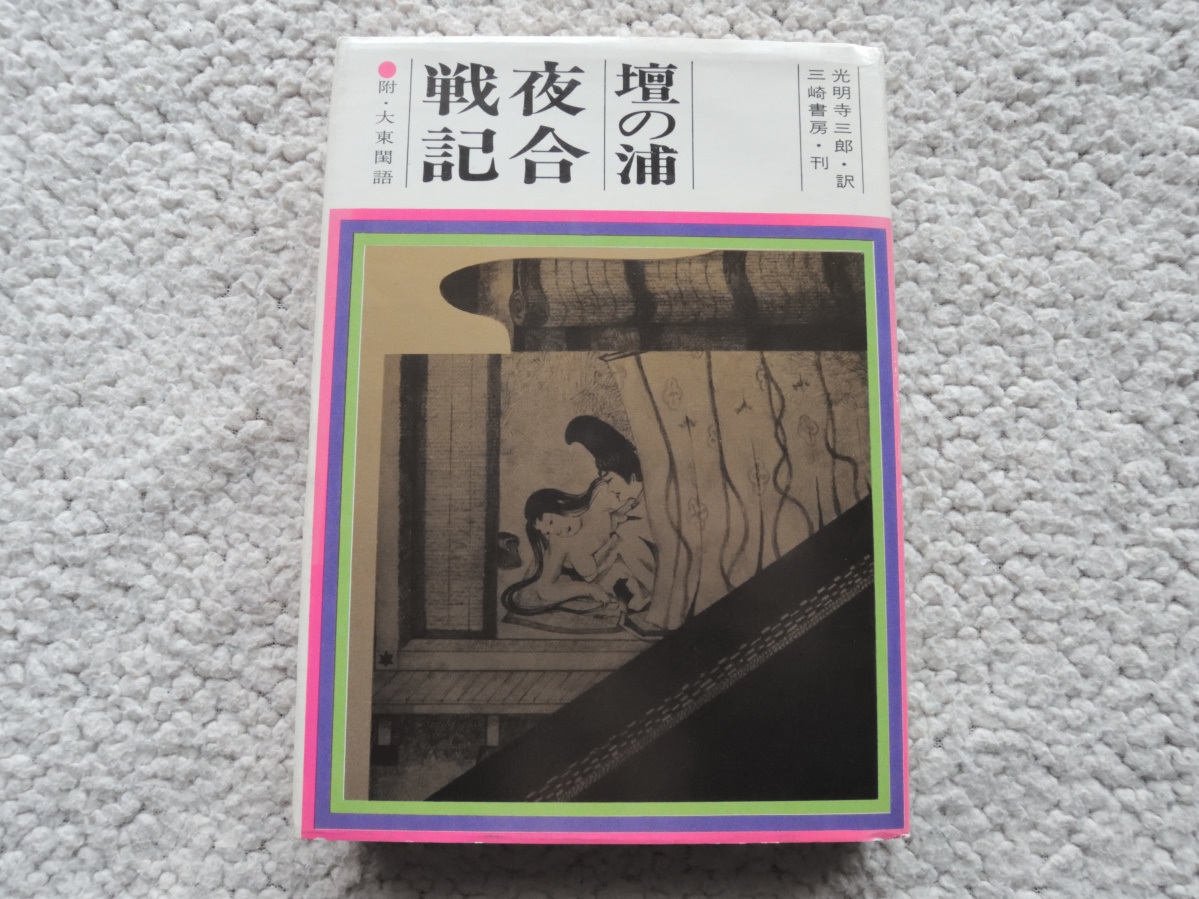 光明寺三郎・訳
三崎書房・刊
壇の浦
夜合
戦記
附・大東閨語